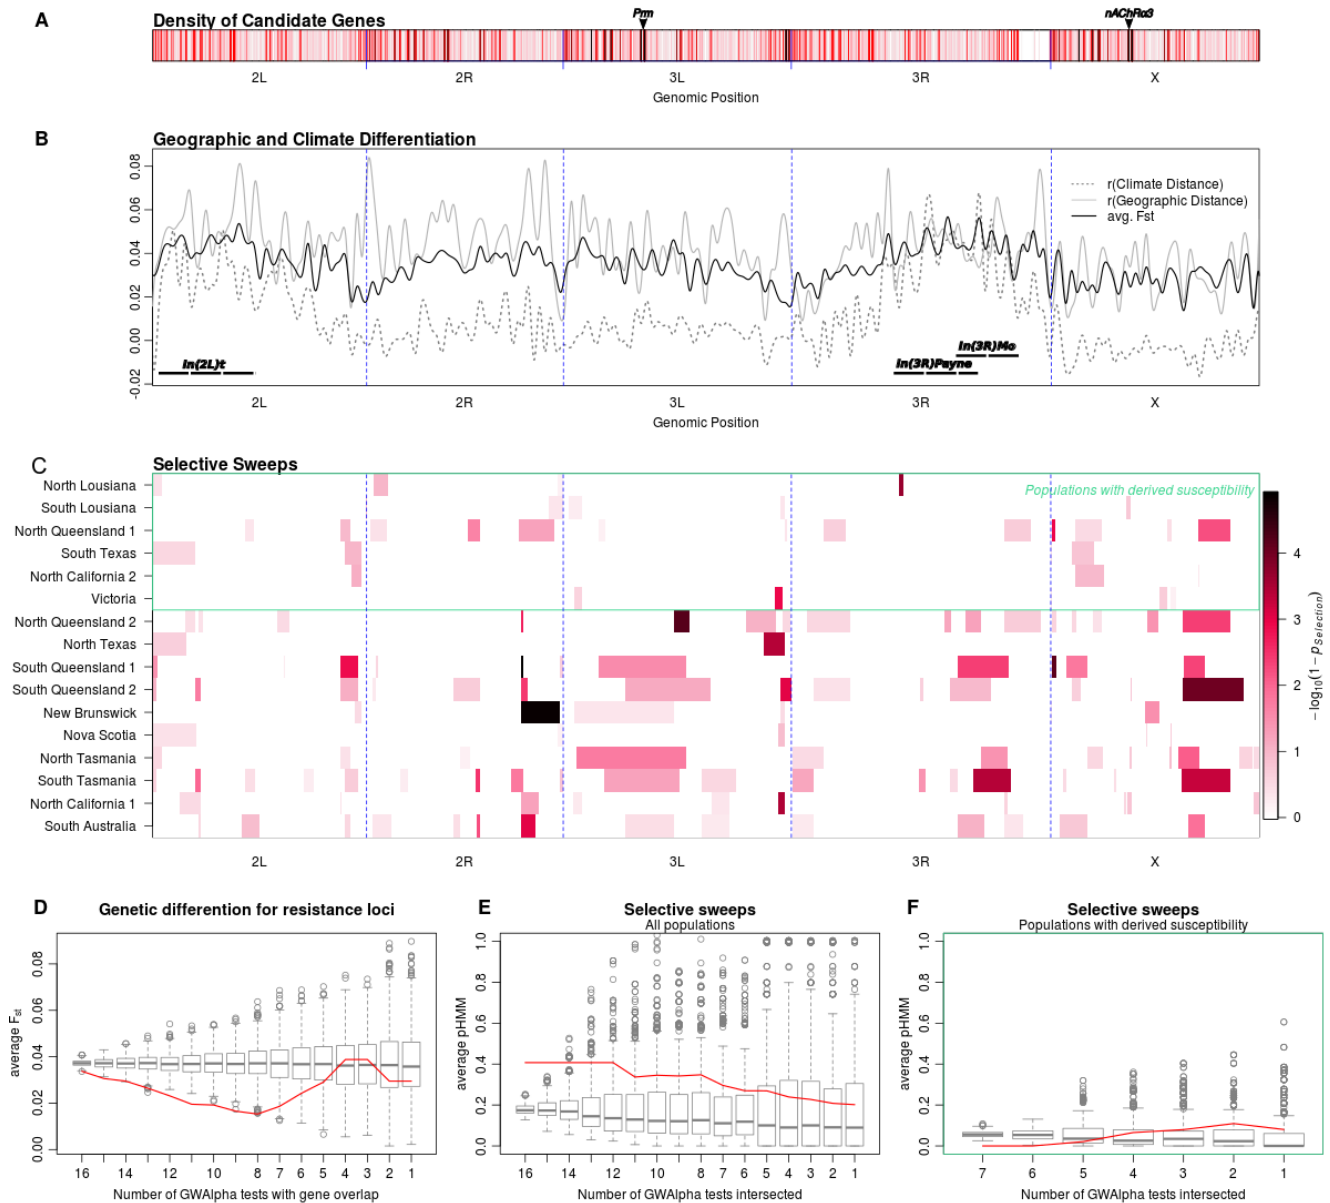 A
Density of Candidate Genes
Prm
nAChRα3
2L 2R 3L 3R X
Genomic Position
B
Geographic and Climate Differentiation
0.08
0.06
0.04
0.02
0.00
-0.02
r(Climate Distance)
r(Geographic Distance)
avg. Fst
In(2L)t
In(3R)Mo
In(3R)Payne
2L 2R 3L 3R X
Genomic Position
C
Selective Sweeps
Populations with derived susceptibility
North Lousiana
South Lousiana
North Queensland 1
South Texas
North California 2
Victoria
North Queensland 2
North Texas
South Queensland 1
South Queensland 2
New Brunswick
Nova Scotia
North Tasmania
South Tasmania
North California 1
South Australia
4
3
2
1
0
− log10(1− pSelection)
2L 2R 3L 3R X
D
Genetic differention for resistance loci
average Fst
0.08
0.06
0.04
0.02
0.00
16 14 12 10 8 7 6 5 4 3 2 1
Number of GWAlpha tests with gene overlap
E
Selective sweeps
All populations
average pHMM
1.0
0.8
0.6
0.4
0.2
0.0
16 14 12 10 8 7 6 5 4 3 2 1
Number of GWAlpha tests intersected
F
Selective sweeps
Populations with derived susceptibility
average pHMM
1.0
0.8
0.6
0.4
0.2
0.0
7 6 5 4 3 2 1
Number of GWAlpha tests intersected